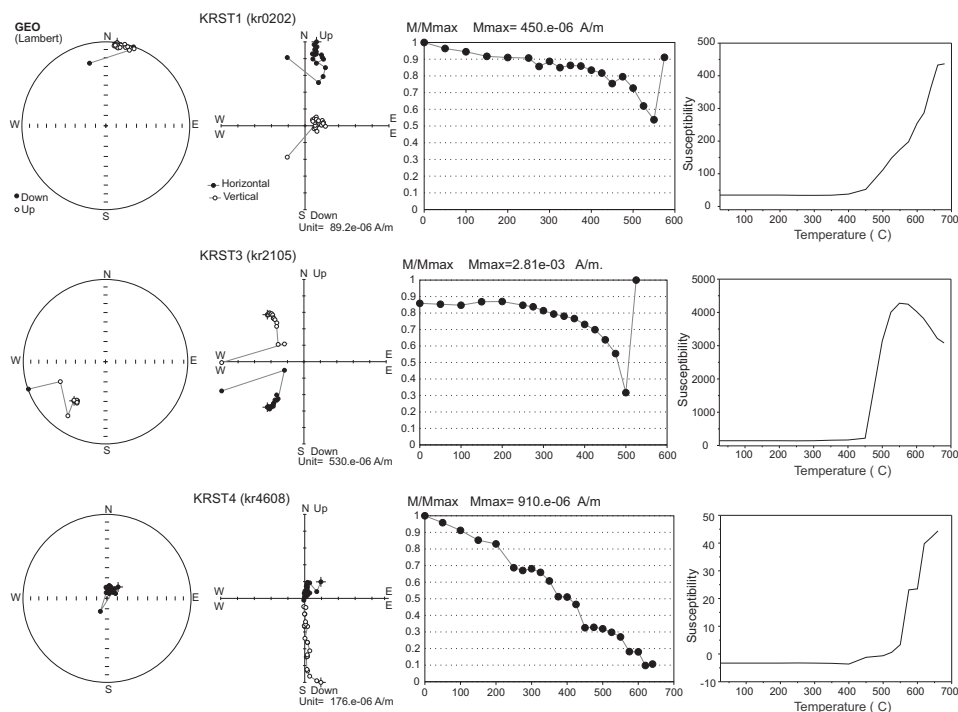 GEO
(Lambert)
KRST1 (kr0202)
N
W
E
S
● Down
○ Up
N Up
W
W
E
E
Horizontal
Vertical
S Down
Unit= 89.2e-06 A/m
M/Mmax Mmax= 450.e-06 A/m
1
0.9
0.8
0.7
0.6
0.5
0.4
0.3
0.2
0.1
0
0 100 200 300 400 500 600
Susceptibility
500
400
300
200
100
0
100 200 300 400 500 600 700
Temperature ( C)
KRST3 (kr2105)
N
W
E
S
N Up
W
W
E
E
S Down
Unit= 530.e-06 A/m
M/Mmax Mmax=2.81e-03 A/m.
1
0.9
0.8
0.7
0.6
0.5
0.4
0.3
0.2
0.1
0
0 100 200 300 400 500 600
Susceptibility
5000
4000
3000
2000
1000
0
100 200 300 400 500 600 700
Temperature ( C)
KRST4 (kr4608)
N
W
E
S
N Up
W
W
E
E
S Down
Unit= 176.e-06 A/m
M/Mmax Mmax= 910.e-06 A/m
1
0.9
0.8
0.7
0.6
0.5
0.4
0.3
0.2
0.1
0
0 100 200 300 400 500 600 700
Susceptibility
50
40
30
20
10
0
-10
100 200 300 400 500 600 700
Temperature ( C)